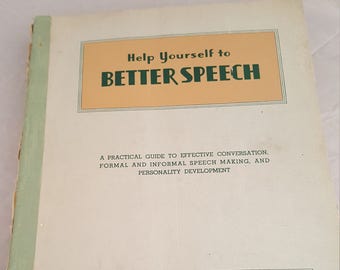 Help Yourself to
BETTER SPEECH
A PRACTICAL GUIDE TO EFFECTIVE CONVERSATION,
FORMAL AND INFORMAL SPEECH MAKING, AND
PERSONALITY DEVELOPMENT